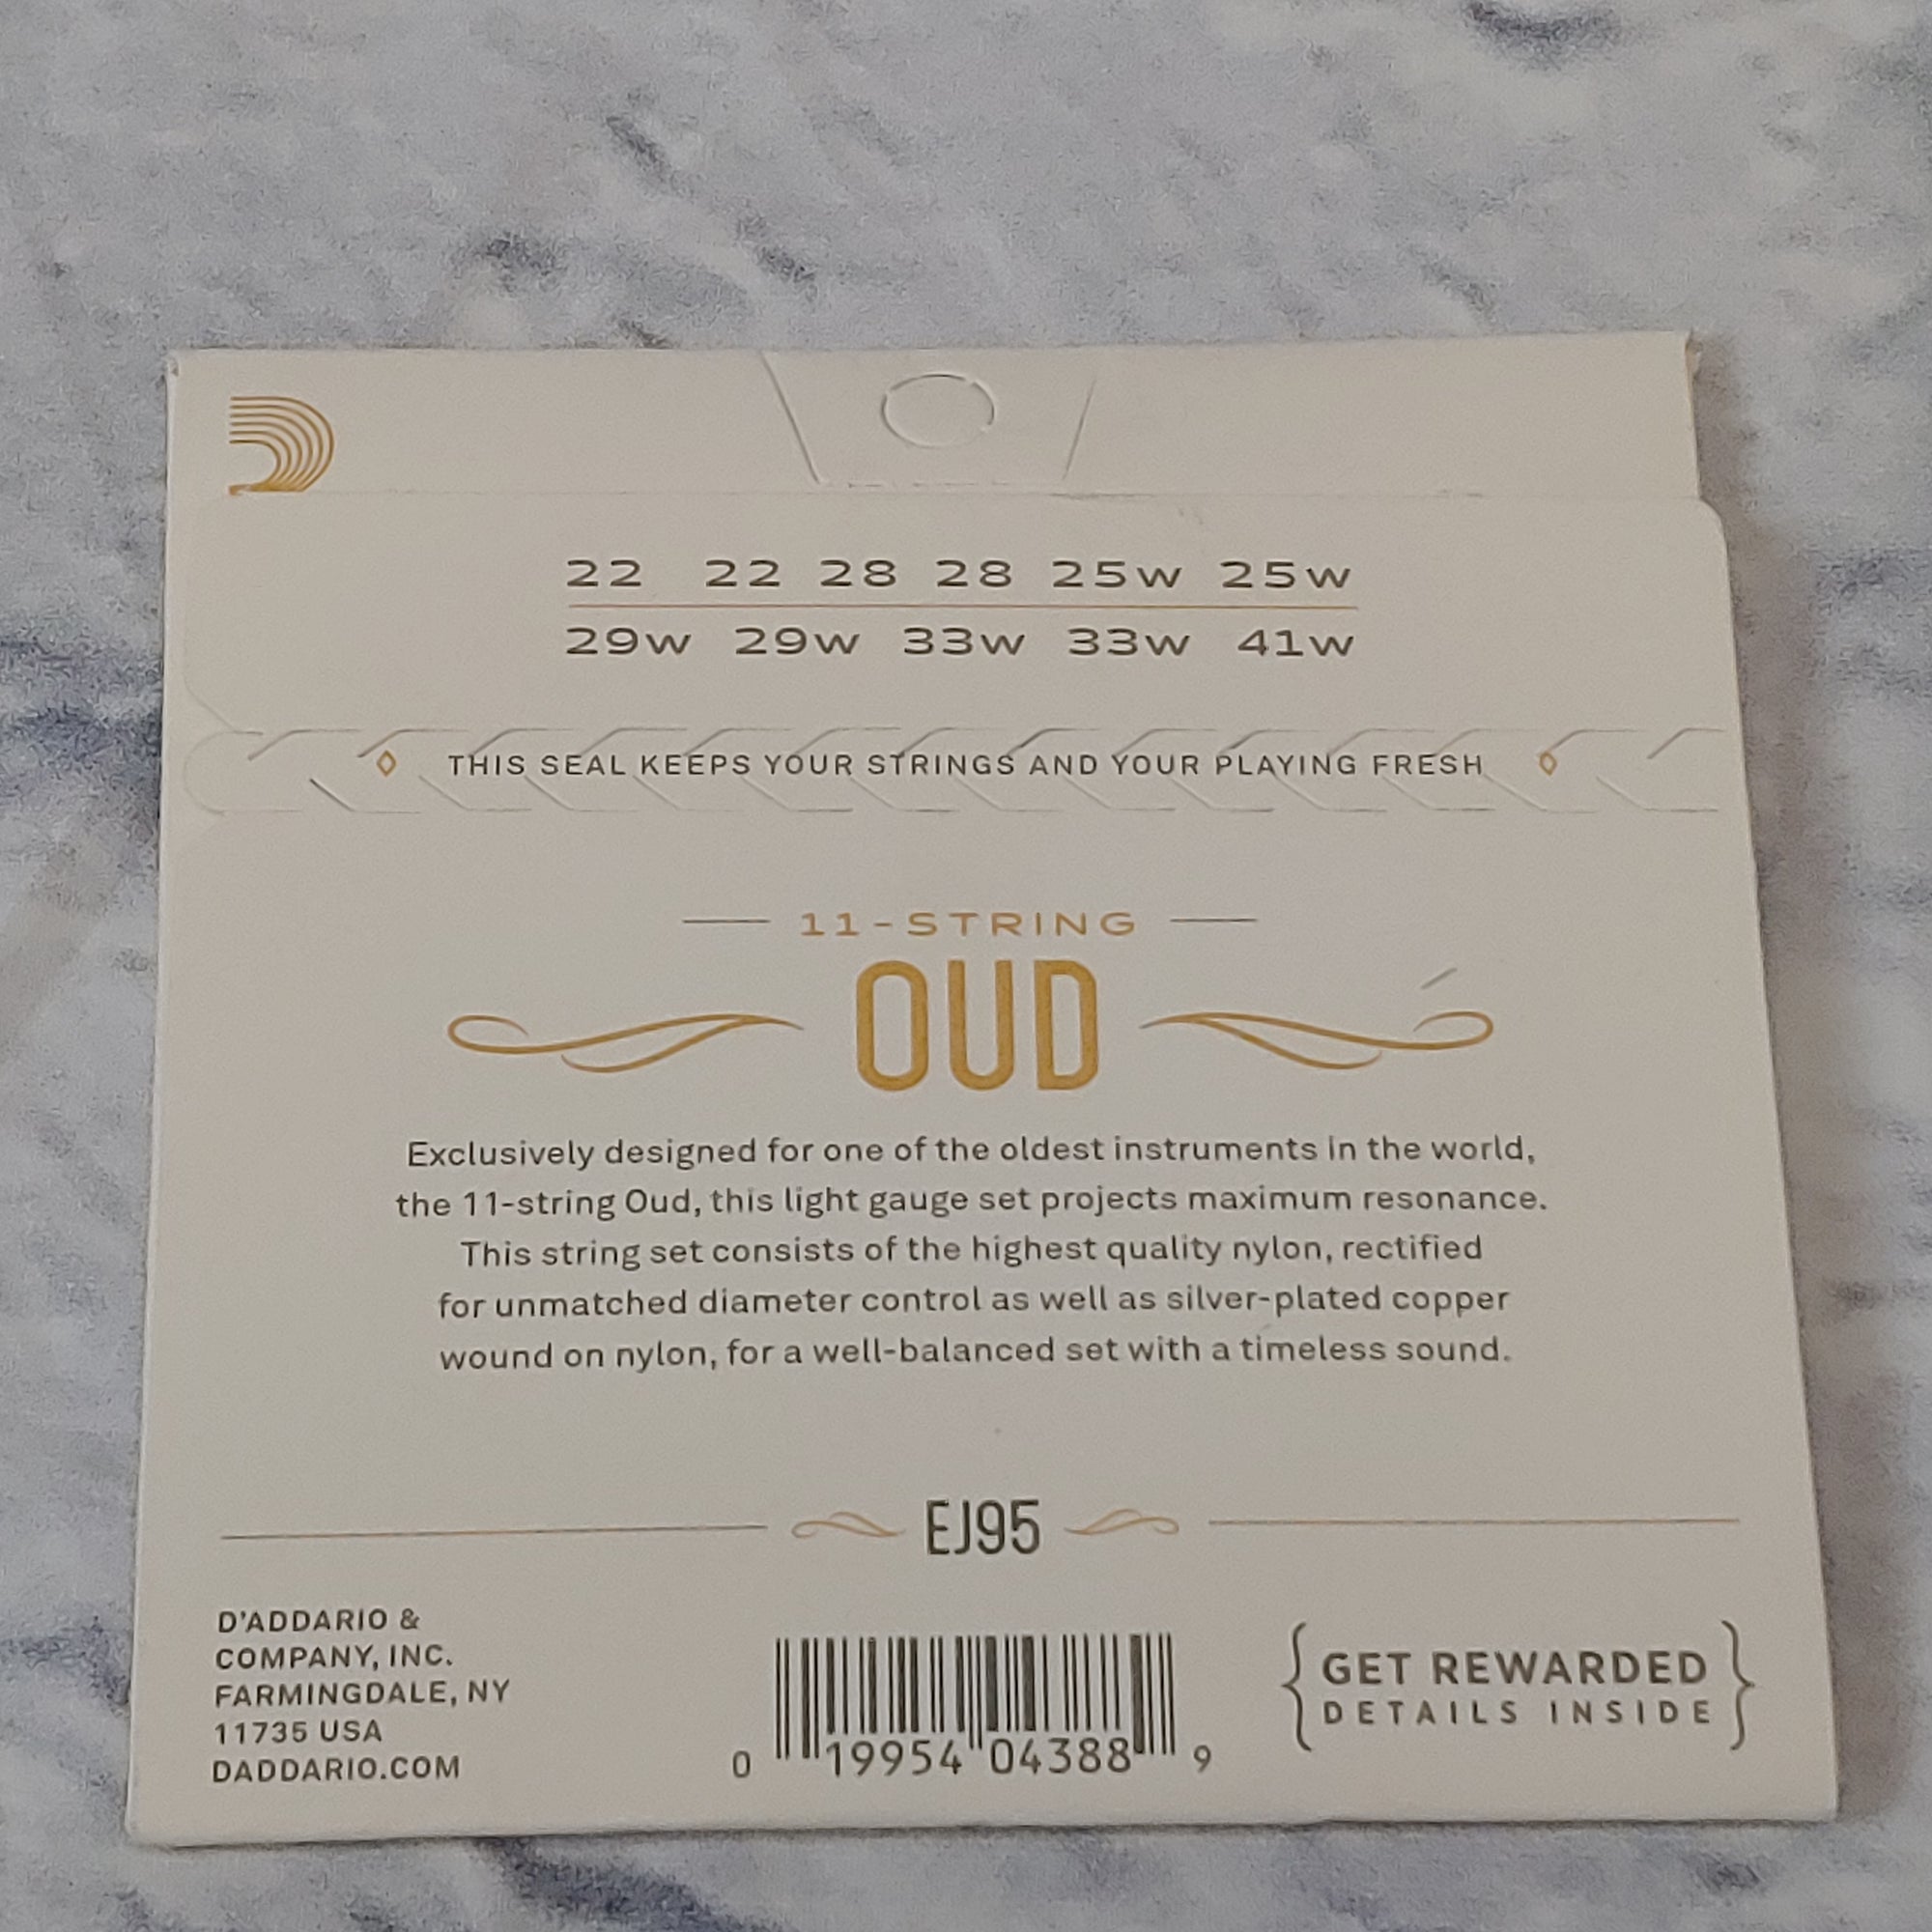 22 22 28 28 25w 25w
29w 29w 33w 33w 41w
THIS SEAL KEEPS YOUR STRINGS AND YOUR PLAYING FRESH
11-STRING
OUD
Exclusively designed for one of the oldest instruments in the world,
the 11-string Oud, this light gauge set projects maximum resonance.
This string set consists of the highest quality nylon, rectified
for unmatched diameter control as well as silver-plated copper
wound on nylon, for a well-balanced set with a timeless sound.
EJ95
D'ADDARIO &
COMPANY, INC.
FARMINGDALE, NY
11735 USA
DADDARIO.COM
0 19954 04388 9
{GET REWARDED
DETAILS INSIDE}